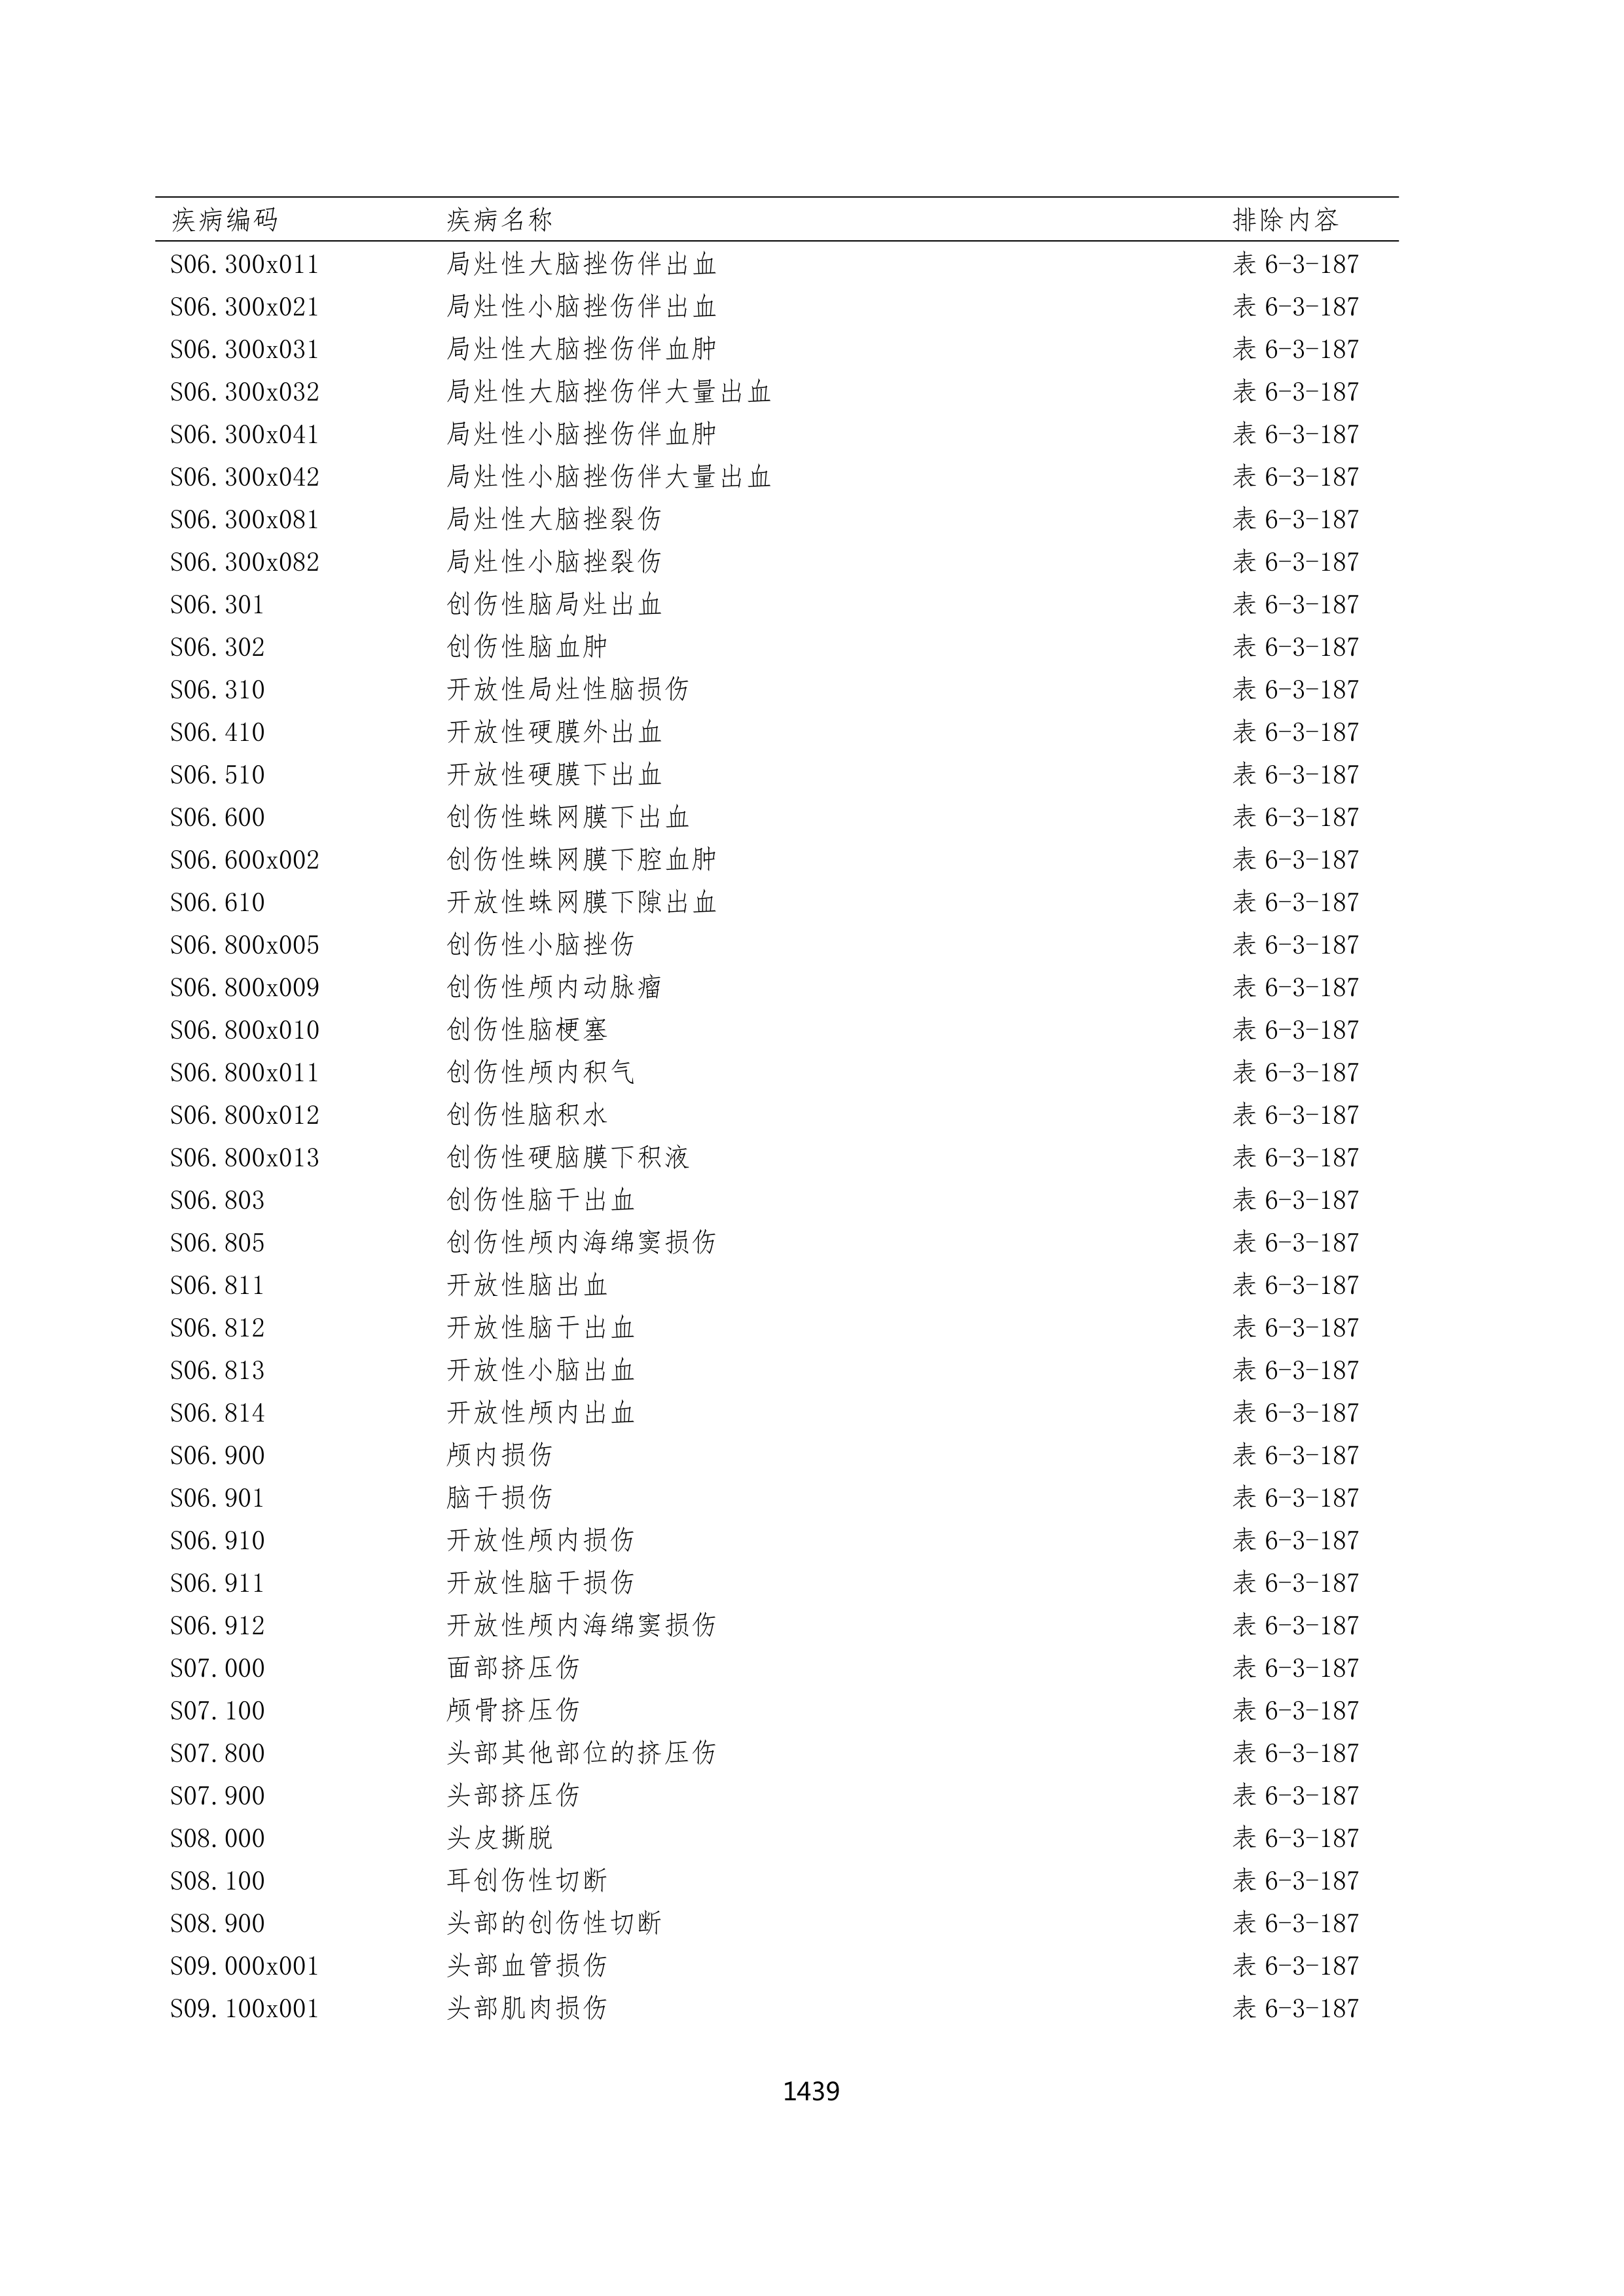 疾病编码 疾病名称 排除内容
S06.300x011 局灶性大脑挫伤伴出血 表 6-3-187
S06.300x021 局灶性小脑挫伤伴出血 表 6-3-187
S06.300x031 局灶性大脑挫伤伴血肿 表 6-3-187
S06.300x032 局灶性大脑挫伤伴大量出血 表 6-3-187
S06.300x041 局灶性小脑挫伤伴血肿 表 6-3-187
S06.300x042 局灶性小脑挫伤伴大量出血 表 6-3-187
S06.300x081 局灶性大脑挫裂伤 表 6-3-187
S06.300x082 局灶性小脑挫裂伤 表 6-3-187
S06.301 创伤性脑局灶出血 表 6-3-187
S06.302 创伤性脑血肿 表 6-3-187
S06.310 开放性局灶性脑损伤 表 6-3-187
S06.410 开放性硬膜外出血 表 6-3-187
S06.510 开放性硬膜下出血 表 6-3-187
S06.600 创伤性蛛网膜下出血 表 6-3-187
S06.600x002 创伤性蛛网膜下腔血肿 表 6-3-187
S06.610 开放性蛛网膜下隙出血 表 6-3-187
S06.800x005 创伤性小脑挫伤 表 6-3-187
S06.800x009 创伤性颅内动脉瘤 表 6-3-187
S06.800x010 创伤性脑梗塞 表 6-3-187
S06.800x011 创伤性颅内积气 表 6-3-187
S06.800x012 创伤性脑积水 表 6-3-187
S06.800x013 创伤性硬脑膜下积液 表 6-3-187
S06.803 创伤性脑干出血 表 6-3-187
S06.805 创伤性颅内海绵窦损伤 表 6-3-187
S06.811 开放性脑出血 表 6-3-187
S06.812 开放性脑干出血 表 6-3-187
S06.813 开放性小脑出血 表 6-3-187
S06.814 开放性颅内出血 表 6-3-187
S06.900 颅内损伤 表 6-3-187
S06.901 脑干损伤 表 6-3-187
S06.910 开放性颅内损伤 表 6-3-187
S06.911 开放性脑干损伤 表 6-3-187
S06.912 开放性颅内海绵窦损伤 表 6-3-187
S07.000 面部挤压伤 表 6-3-187
S07.100 颅骨挤压伤 表 6-3-187
S07.800 头部其他部位的挤压伤 表 6-3-187
S07.900 头部挤压伤 表 6-3-187
S08.000 头皮撕脱 表 6-3-187
S08.100 耳创伤性切断 表 6-3-187
S08.900 头部的创伤性切断 表 6-3-187
S09.000x001 头部血管损伤 表 6-3-187
S09.100x001 头部肌肉损伤 表 6-3-187
1439